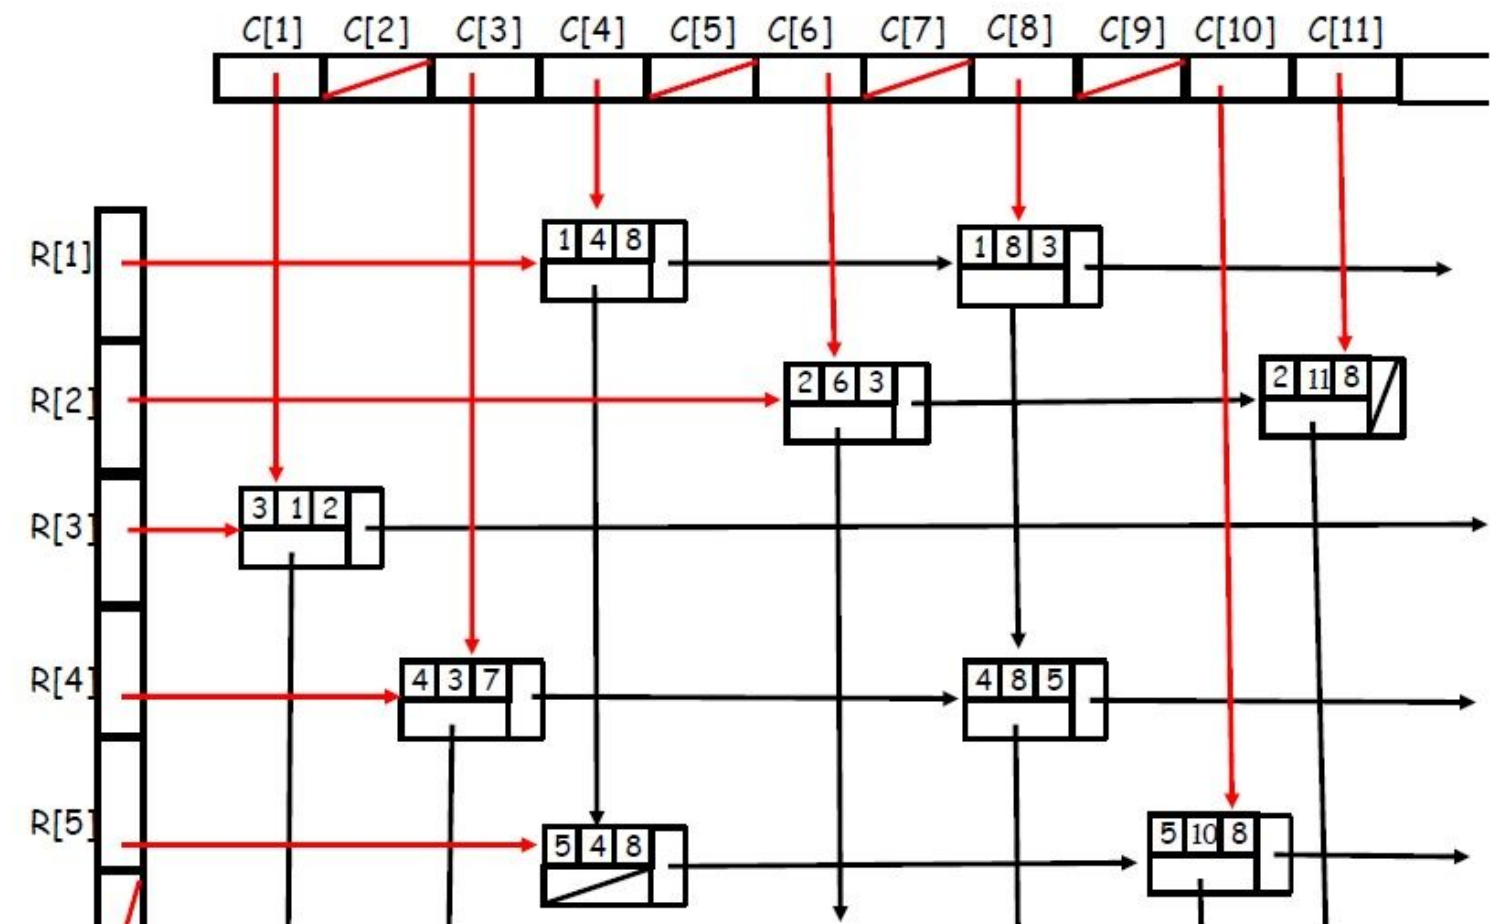 C[1] C[2] C[3] C[4] C[5] C[6] C[7] C[8] C[9] C[10] C[11]
R[1] 1 4 8 1 8 3
R[2] 2 6 3 2 11 8
R[3] 3 1 2
R[4] 4 3 7 4 8 5
R[5] 5 4 8 5 10 8